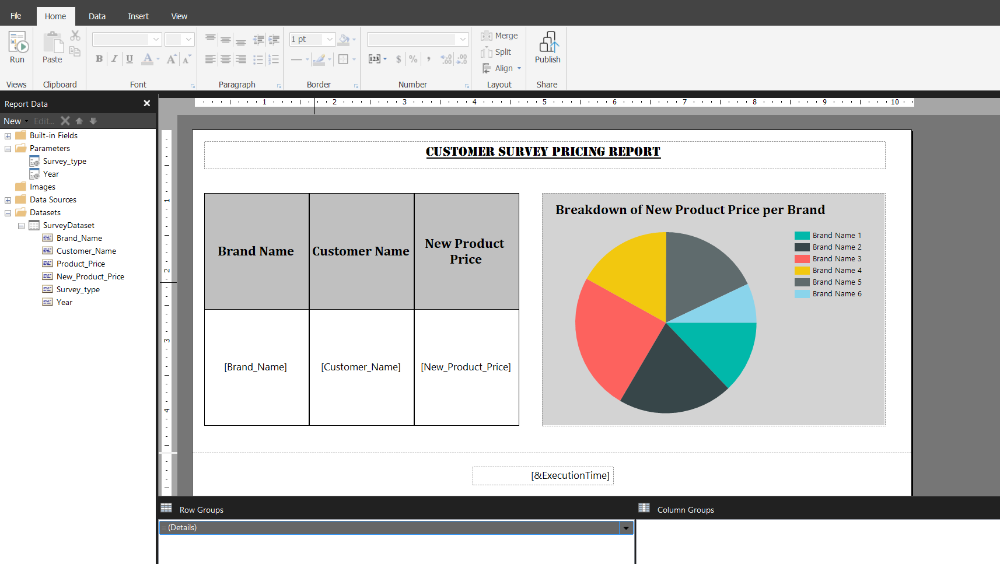 File Home Data Insert View
Run Paste B I U A A A 1 pt [123] $ % , .00 .00 Merge
Split
Align
Publish
Views Clipboard Font Paragraph Border Number Layout Share
Report Data
New Edit...
Built-in Fields
Parameters
Survey_type
Year
Images
Data Sources
Datasets
SurveyDataset
Brand_Name
Customer_Name
Product_Price
New_Product_Price
Survey_type
Year
1 2 3 4 5 6 7 8 9 10
1
2
3
4
CUSTOMER SURVEY PRICING REPORT
Brand Name Customer Name New Product
Price
[Brand_Name] [Customer_Name] [New_Product_Price]
Breakdown of New Product Price per Brand
Brand Name 1
Brand Name 2
Brand Name 3
Brand Name 4
Brand Name 5
Brand Name 6
[&ExecutionTime]
Row Groups Column Groups
(Details)